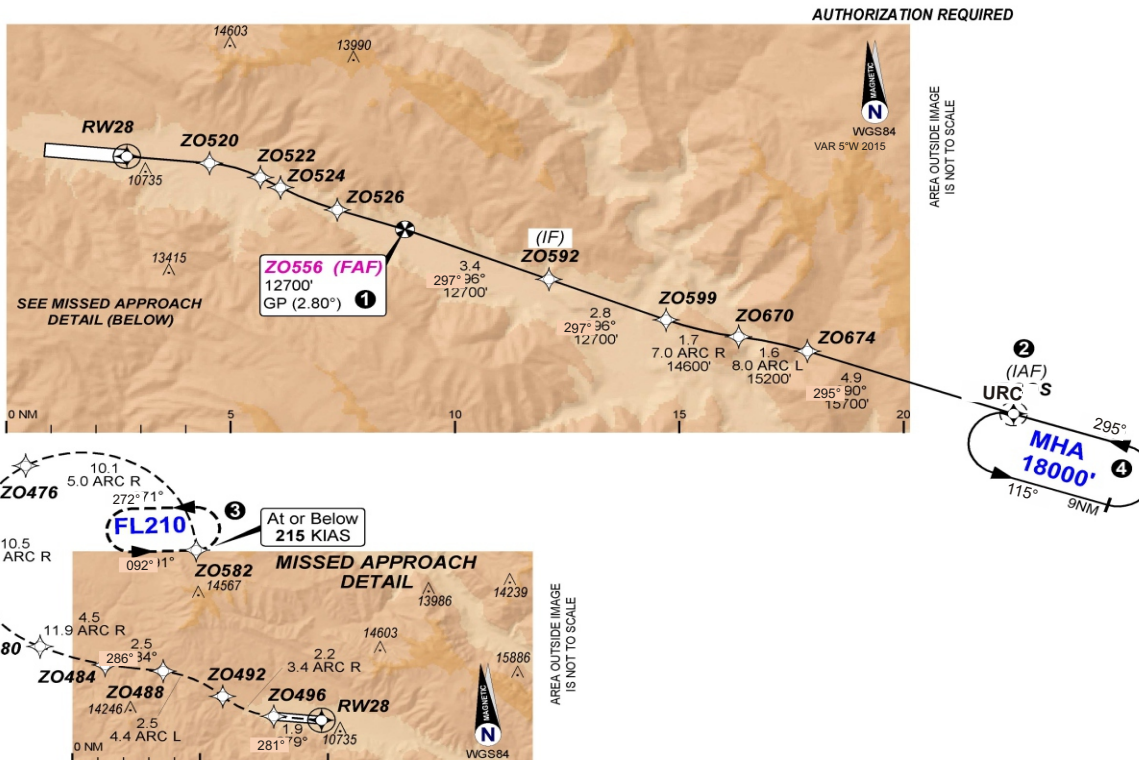 AUTHORIZATION REQUIRED
14603
13990
MAGNETIC
N
WGS84
VAR 5°W 2015
AREA OUTSIDE IMAGE
IS NOT TO SCALE
RW28
ZO520
ZO522
ZO524
ZO526
10735
(IF)
ZO592
13415
ZO556 (FAF)
12700'
GP (2.80°)
1
3.4
297°
12700'
SEE MISSED APPROACH
DETAIL (BELOW)
2.8
297°
12700'
ZO599
ZO670
ZO674
1.7
7.0 ARC R
14600'
1.6
8.0 ARC L
15200'
4.9
295°
15700'
2
(IAF)
URC S
0 NM
5
10
15
20
295°
MHA
18000'
4
115°
9NM
ZO476
10.1
5.0 ARC R
272°
FL210
3
At or Below
215 KIAS
10.5
ARC R
092°
ZO582
MISSED APPROACH
DETAIL
14567
13986
14239
AREA OUTSIDE IMAGE
IS NOT TO SCALE
4.5
11.9 ARC R
80
ZO484
286°
2.5
ZO488
14246
2.5
4.4 ARC L
ZO492
2.2
3.4 ARC R
14603
15886
ZO496
RW28
1.9
281°
10735
MAGNETIC
N
WGS84
0 NM